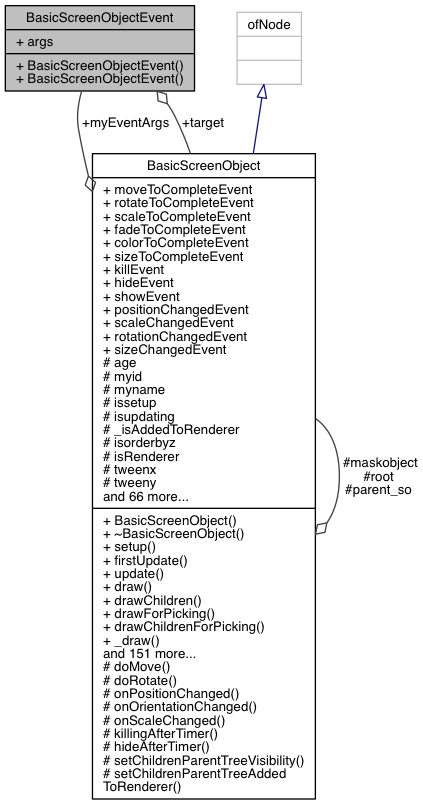 BasicScreenObjectEvent
+ args
+ BasicScreenObjectEvent()
+ BasicScreenObjectEvent()
ofNode
+myEventArgs
+target
BasicScreenObject
+ moveToCompleteEvent
+ rotateToCompleteEvent
+ scaleToCompleteEvent
+ fadeToCompleteEvent
+ colorToCompleteEvent
+ sizeToCompleteEvent
+ killEvent
+ hideEvent
+ showEvent
+ positionChangedEvent
+ scaleChangedEvent
+ rotationChangedEvent
+ sizeChangedEvent
# age
# myid
# myname
# issetup
# isupdating
# _isAddedToRenderer
# isorderbyz
# isRenderer
# tweenx
# tweeny
and 66 more...
#maskobject
#root
#parent_so
+ BasicScreenObject()
+ ~BasicScreenObject()
+ setup()
+ firstUpdate()
+ update()
+ draw()
+ drawChildren()
+ drawForPicking()
+ drawChildrenForPicking()
+ _draw()
and 151 more...
# doMove()
# doRotate()
# onPositionChanged()
# onOrientationChanged()
# onScaleChanged()
# killingAfterTimer()
# hideAfterTimer()
# setChildrenParentTreeVisibility()
# setChildrenParentTreeAdded
ToRenderer()